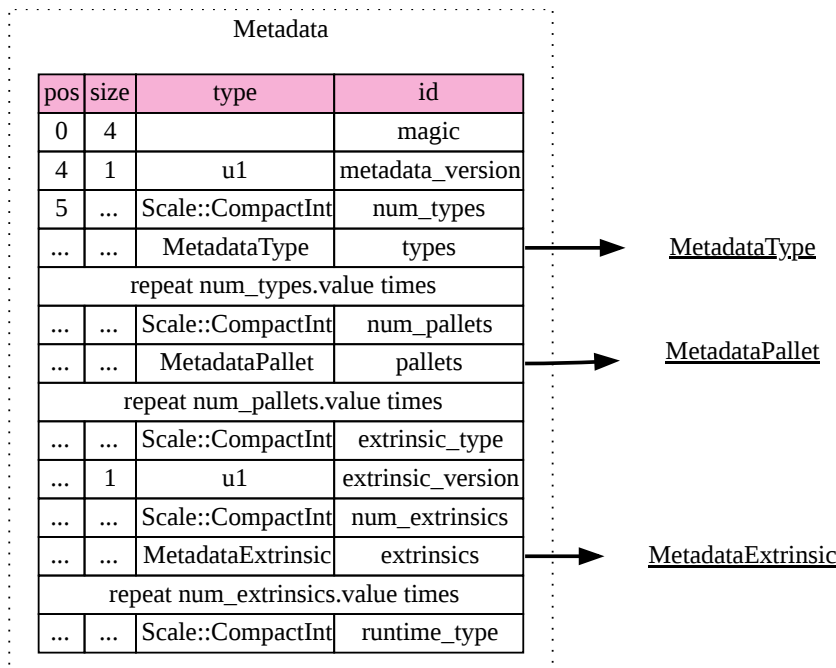 Metadata
pos size type id
0 4 magic
4 1 u1 metadata_version
5 ... Scale::CompactInt num_types
... ... MetadataType types MetadataType
repeat num_types.value times
... ... Scale::CompactInt num_pallets
... ... MetadataPallet pallets MetadataPallet
repeat num_pallets.value times
... ... Scale::CompactInt extrinsic_type
... 1 u1 extrinsic_version
... ... Scale::CompactInt num_extrinsics
... ... MetadataExtrinsic extrinsics MetadataExtrinsic
repeat num_extrinsics.value times
... ... Scale::CompactInt runtime_type